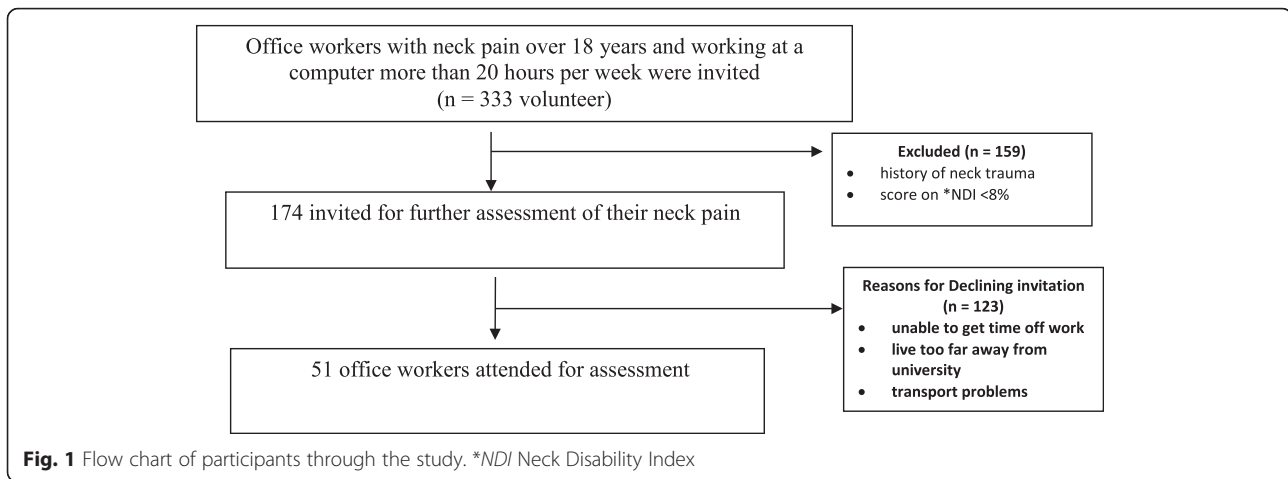 Office workers with neck pain over 18 years and working at a
computer more than 20 hours per week were invited
(n = 333 volunteer)
Excluded (n = 159)
• history of neck trauma
• score on *NDI <8%
174 invited for further assessment of their neck pain
Reasons for Declining invitation
(n = 123)
• unable to get time off work
• live too far away from
university
• transport problems
51 office workers attended for assessment
Fig. 1 Flow chart of participants through the study. *NDI Neck Disability Index